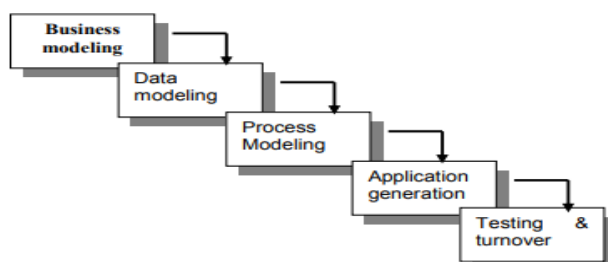 Business
modeling
Data
modeling
Process
Modeling
Application
generation
Testing &
turnover